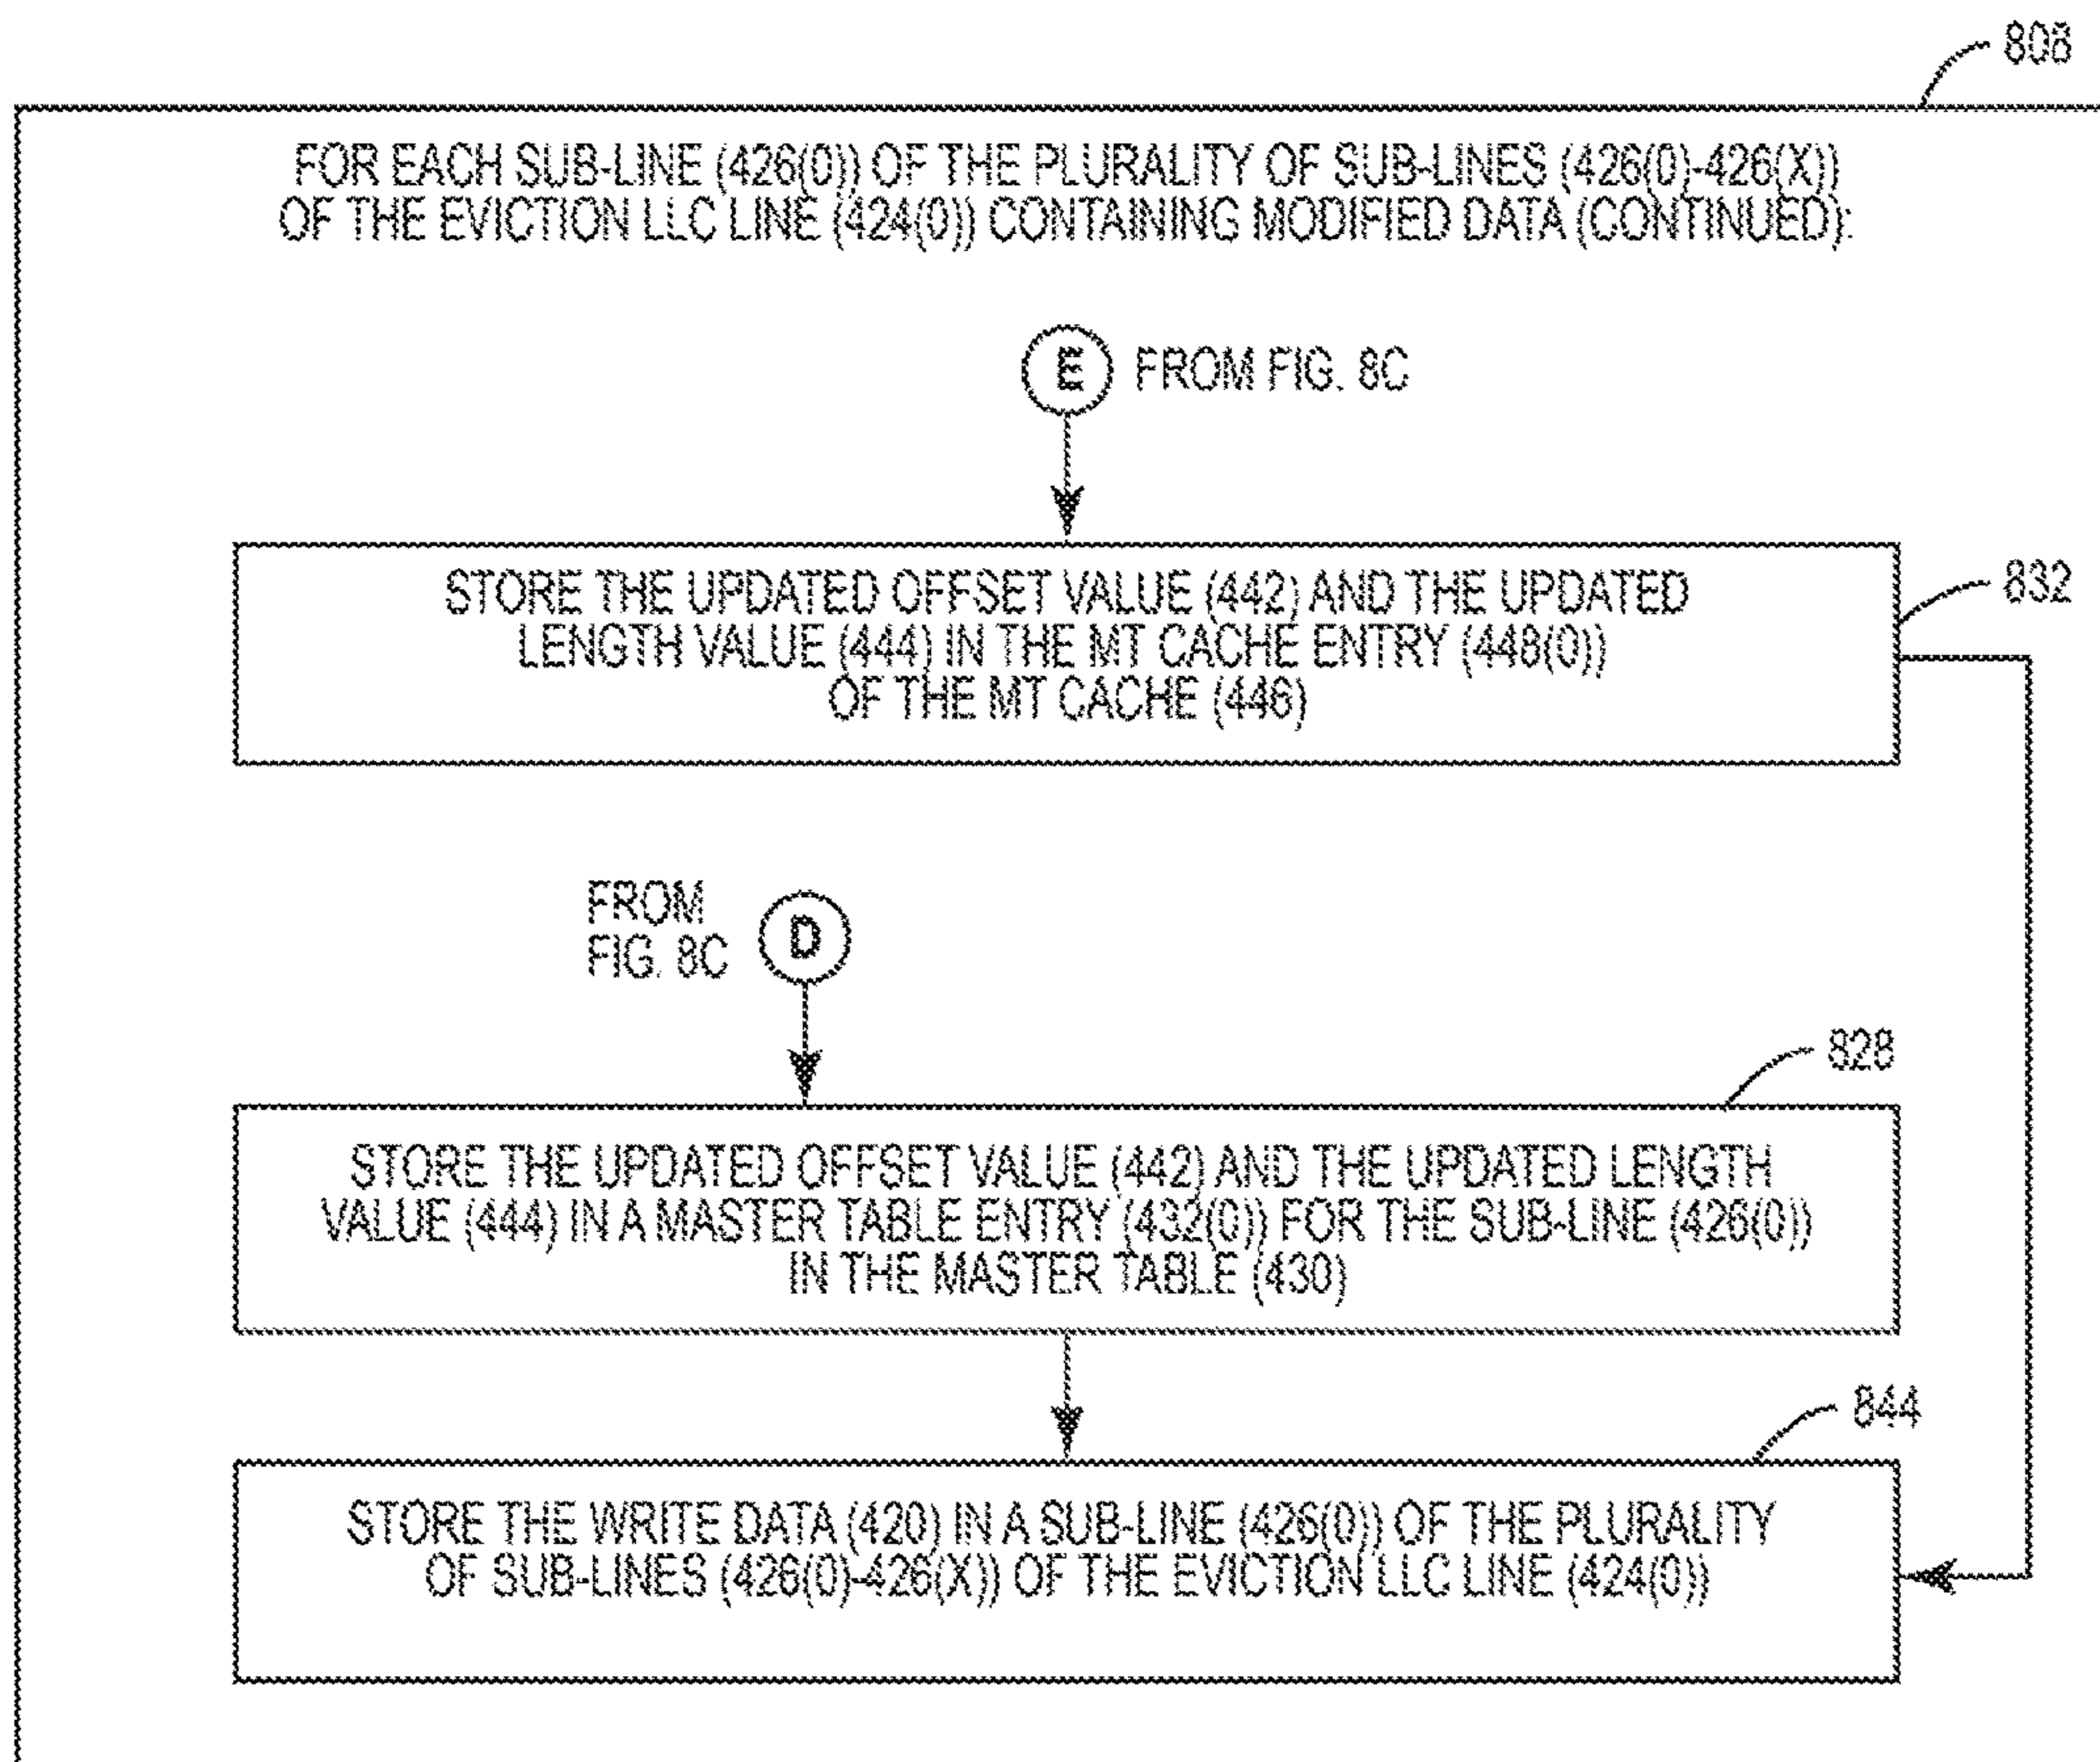 808
FOR EACH SUB-LINE (426(0)) OF THE PLURALITY OF SUB-LINES (426(0)-426(X))
OF THE EVICTION LLC LINE (424(0)) CONTAINING MODIFIED DATA (CONTINUED):
E FROM FIG. 8C
832
STORE THE UPDATED OFFSET VALUE (442) AND THE UPDATED
LENGTH VALUE (444) IN THE MT CACHE ENTRY (448(0))
OF THE MT CACHE (446)
FROM
FIG. 8C
D
828
STORE THE UPDATED OFFSET VALUE (442) AND THE UPDATED LENGTH
VALUE (444) IN A MASTER TABLE ENTRY (432(0)) FOR THE SUB-LINE (426(0))
IN THE MASTER TABLE (430)
844
STORE THE WRITE DATA (420) IN A SUB-LINE (426(0)) OF THE PLURALITY
OF SUB-LINES (426(0)-426(X)) OF THE EVICTION LLC LINE (424(0))